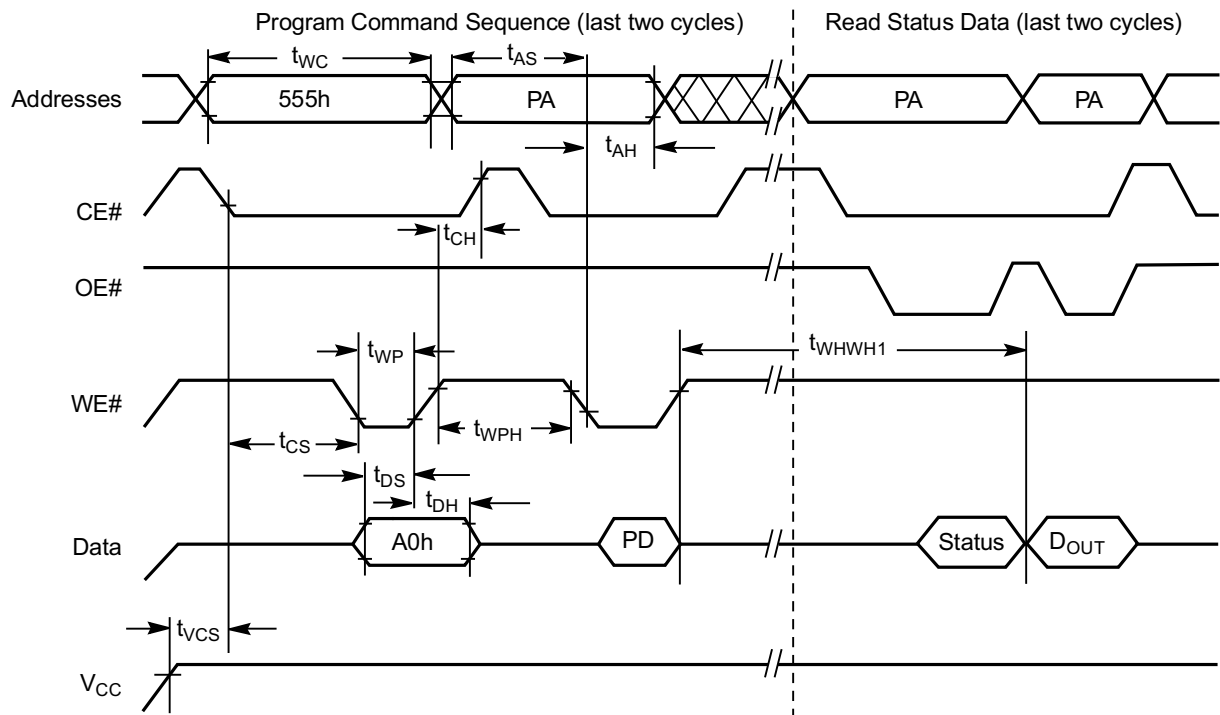 Program Command Sequence (last two cycles)
Read Status Data (last two cycles)
tWC
tAS
Addresses
555h
PA
PA
PA
tAH
CE#
tCH
OE#
tWP
tWHWH1
WE#
tCS
tWPH
tDS
tDH
Data
A0h
PD
Status
DOUT
tVCS
VCC